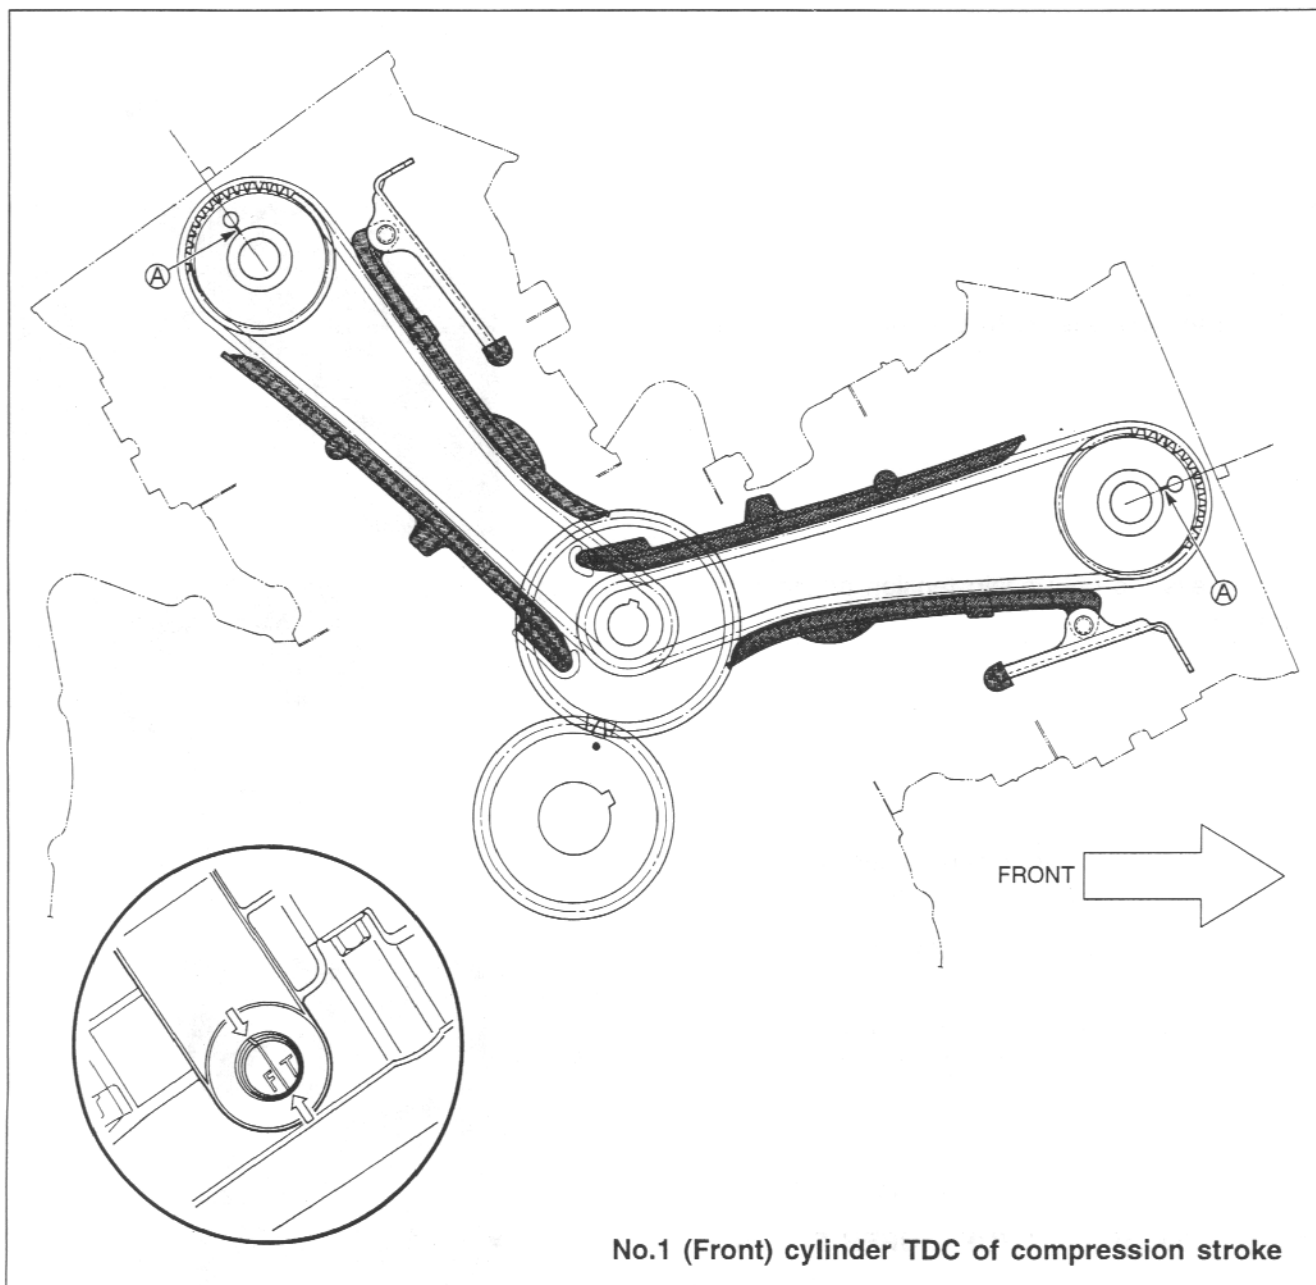 A
A
FRONT
F T
No.1 (Front) cylinder TDC of compression stroke